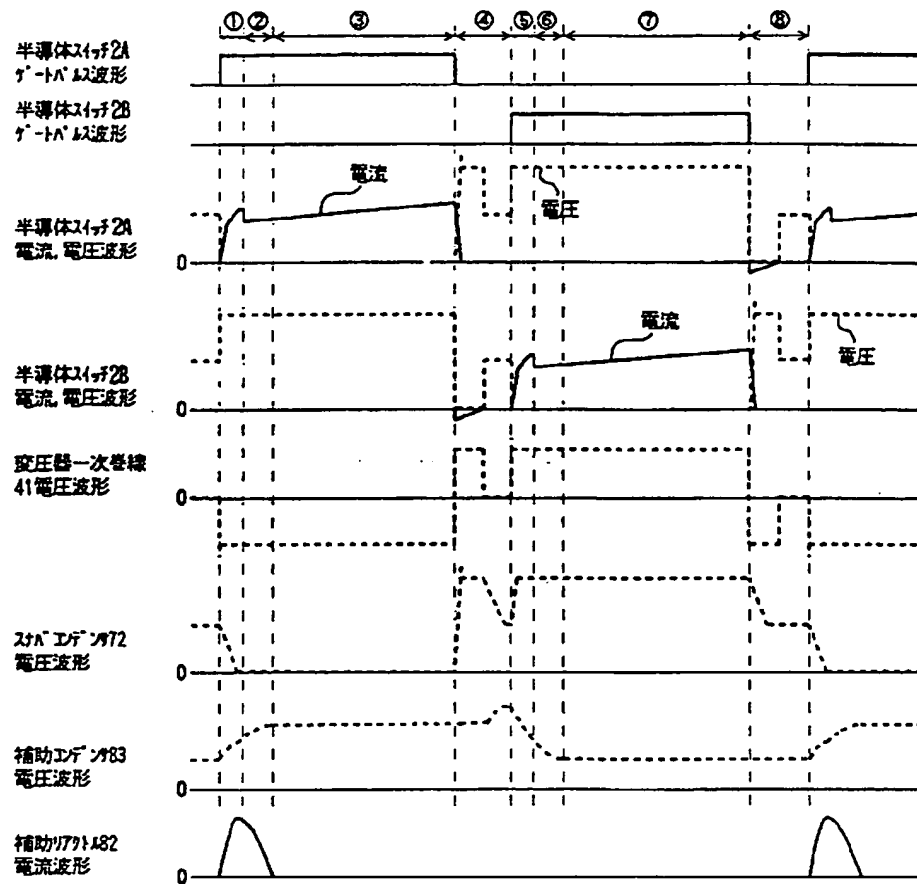 ① ② ③ ④ ⑤ ⑥ ⑦ ⑧
半導体スイッチ2A
ゲートパルス波形
半導体スイッチ2B
ゲートパルス波形
電流
電圧
半導体スイッチ2A
電流,電圧波形
0
電流
電圧
半導体スイッチ2B
電流,電圧波形
0
変圧器一次巻線
41電圧波形
0
スナバコンデンサ72
電圧波形
0
補助コンデンサ83
電圧波形
0
補助リアクトル82
電流波形
0